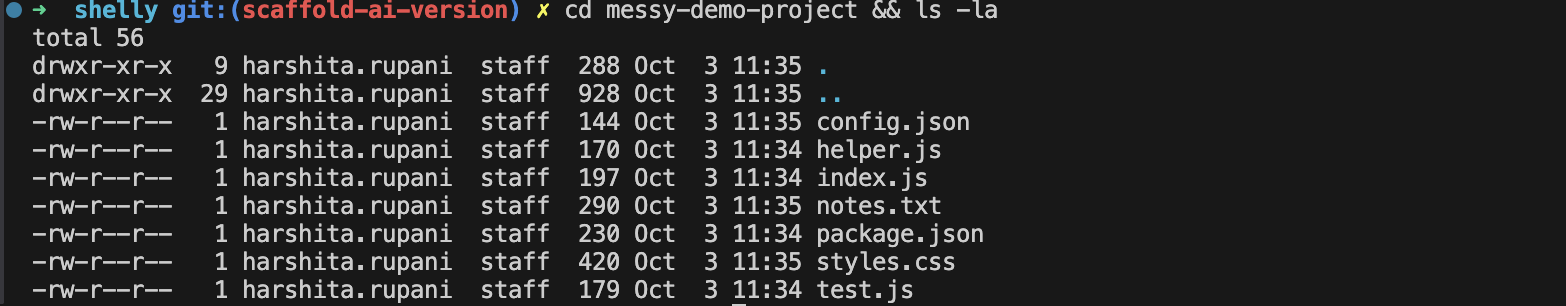 ➜  shelly git:(scaffold-ai-version) ✗ cd messy-demo-project && ls -la
total 56
drwxr-xr-x   9 harshita.rupani  staff  288 Oct  3 11:35 .
drwxr-xr-x  29 harshita.rupani  staff  928 Oct  3 11:35 ..
-rw-r--r--   1 harshita.rupani  staff  144 Oct  3 11:35 config.json
-rw-r--r--   1 harshita.rupani  staff  170 Oct  3 11:34 helper.js
-rw-r--r--   1 harshita.rupani  staff  197 Oct  3 11:34 index.js
-rw-r--r--   1 harshita.rupani  staff  290 Oct  3 11:35 notes.txt
-rw-r--r--   1 harshita.rupani  staff  230 Oct  3 11:34 package.json
-rw-r--r--   1 harshita.rupani  staff  420 Oct  3 11:35 styles.css
-rw-r--r--   1 harshita.rupani  staff  179 Oct  3 11:34 test.js